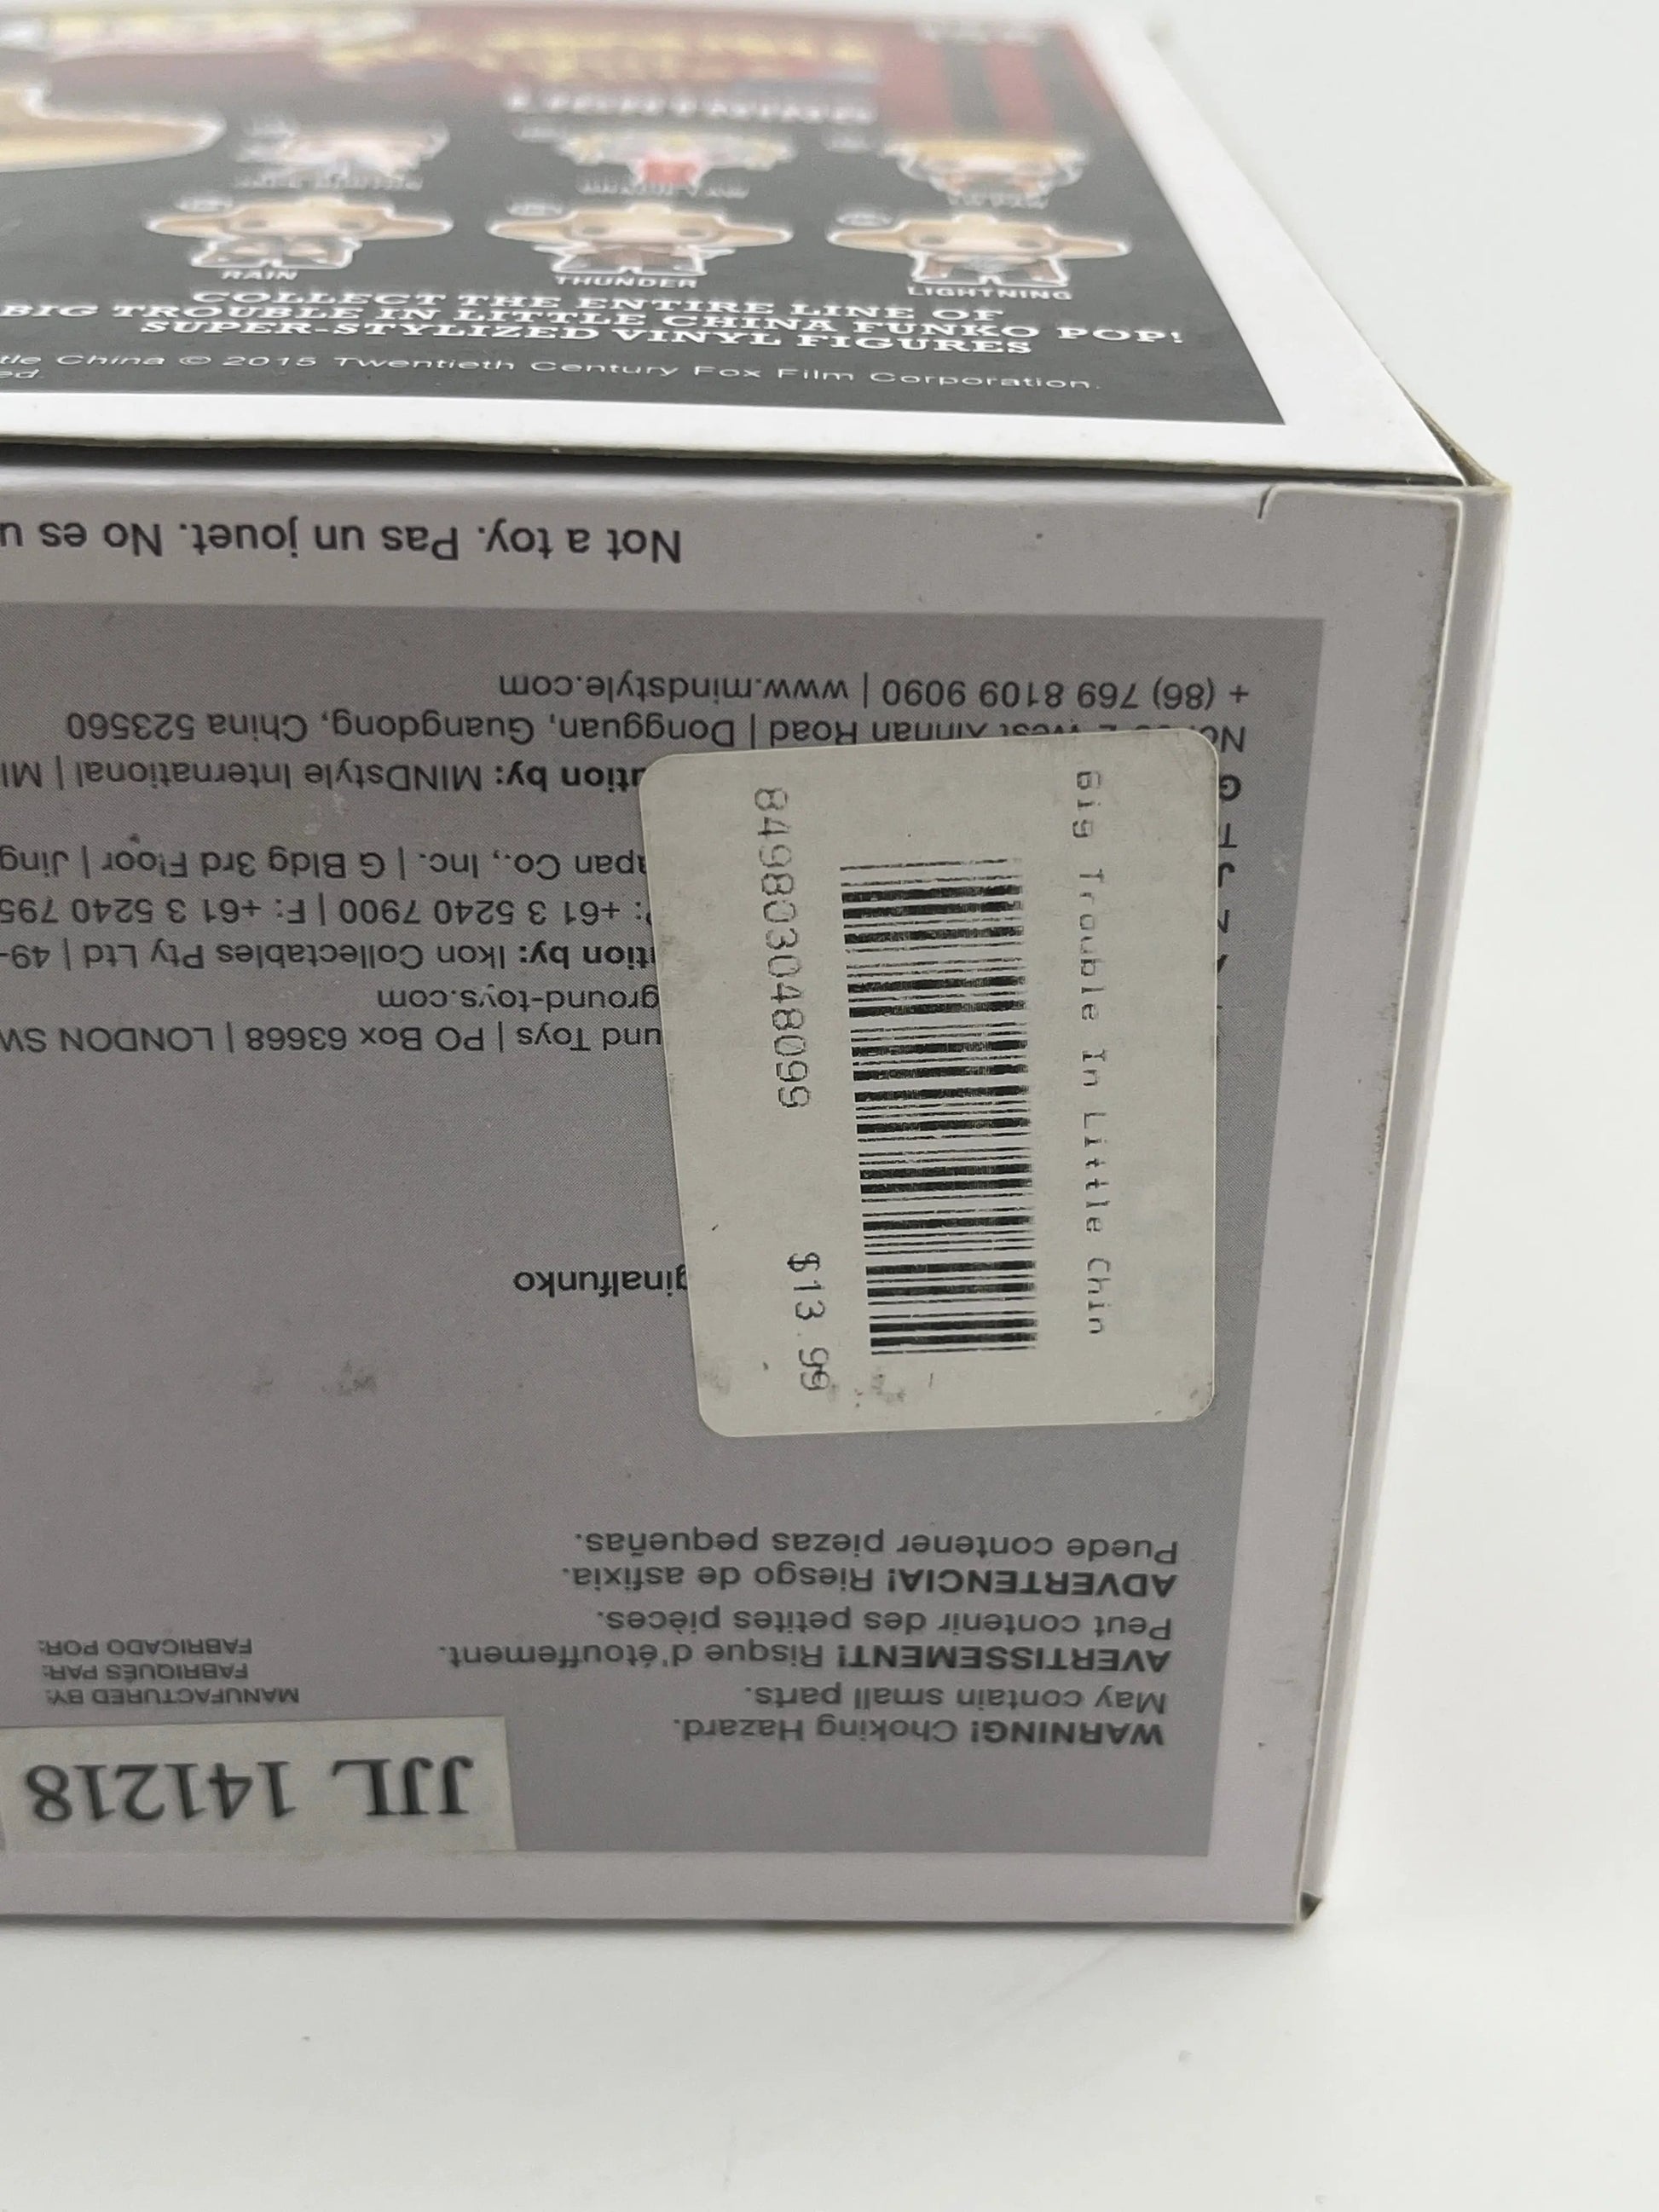 RAIN
THUNDER
LIGHTNING
COLLECT THE ENTIRE LINE OF
BIG TROUBLE IN LITTLE CHINA FUNKO POP!
SUPER-STYLIZED VINYL FIGURES
tle China © 2015 Twentieth Century Fox Film Corporation.
ed.
WARNING! Choking Hazard.
May contain small parts.
AVERTISSEMENT! Risque d'étouffement.
Peut contenir des petites pièces.
ADVERTENCIA! Riesgo de asfixia.
Puede contener piezas pequeñas.
JJL 141218
MANUFACTURED BY:
FABRIQUÉS PAR:
FABRICADO POR:
ginalfunko
und Toys | PO Box 63668 | LONDON SW
ground-toys.com
ution by: Ikon Collectables Pty Ltd | 49-
P: +61 3 5240 7900 | F: +61 3 5240 795
apan Co., Inc. | G Bldg 3rd Floor | Jing
ution by: MINDstyle International | MI
West Xinnan Road | Dongguan, Guangdong, China 523560
+ (86) 769 8109 9090 | www.mindstyle.com
Not a toy. Pas un jouet. No es u
Big Trouble In Little Chin
849803048099
$13.99